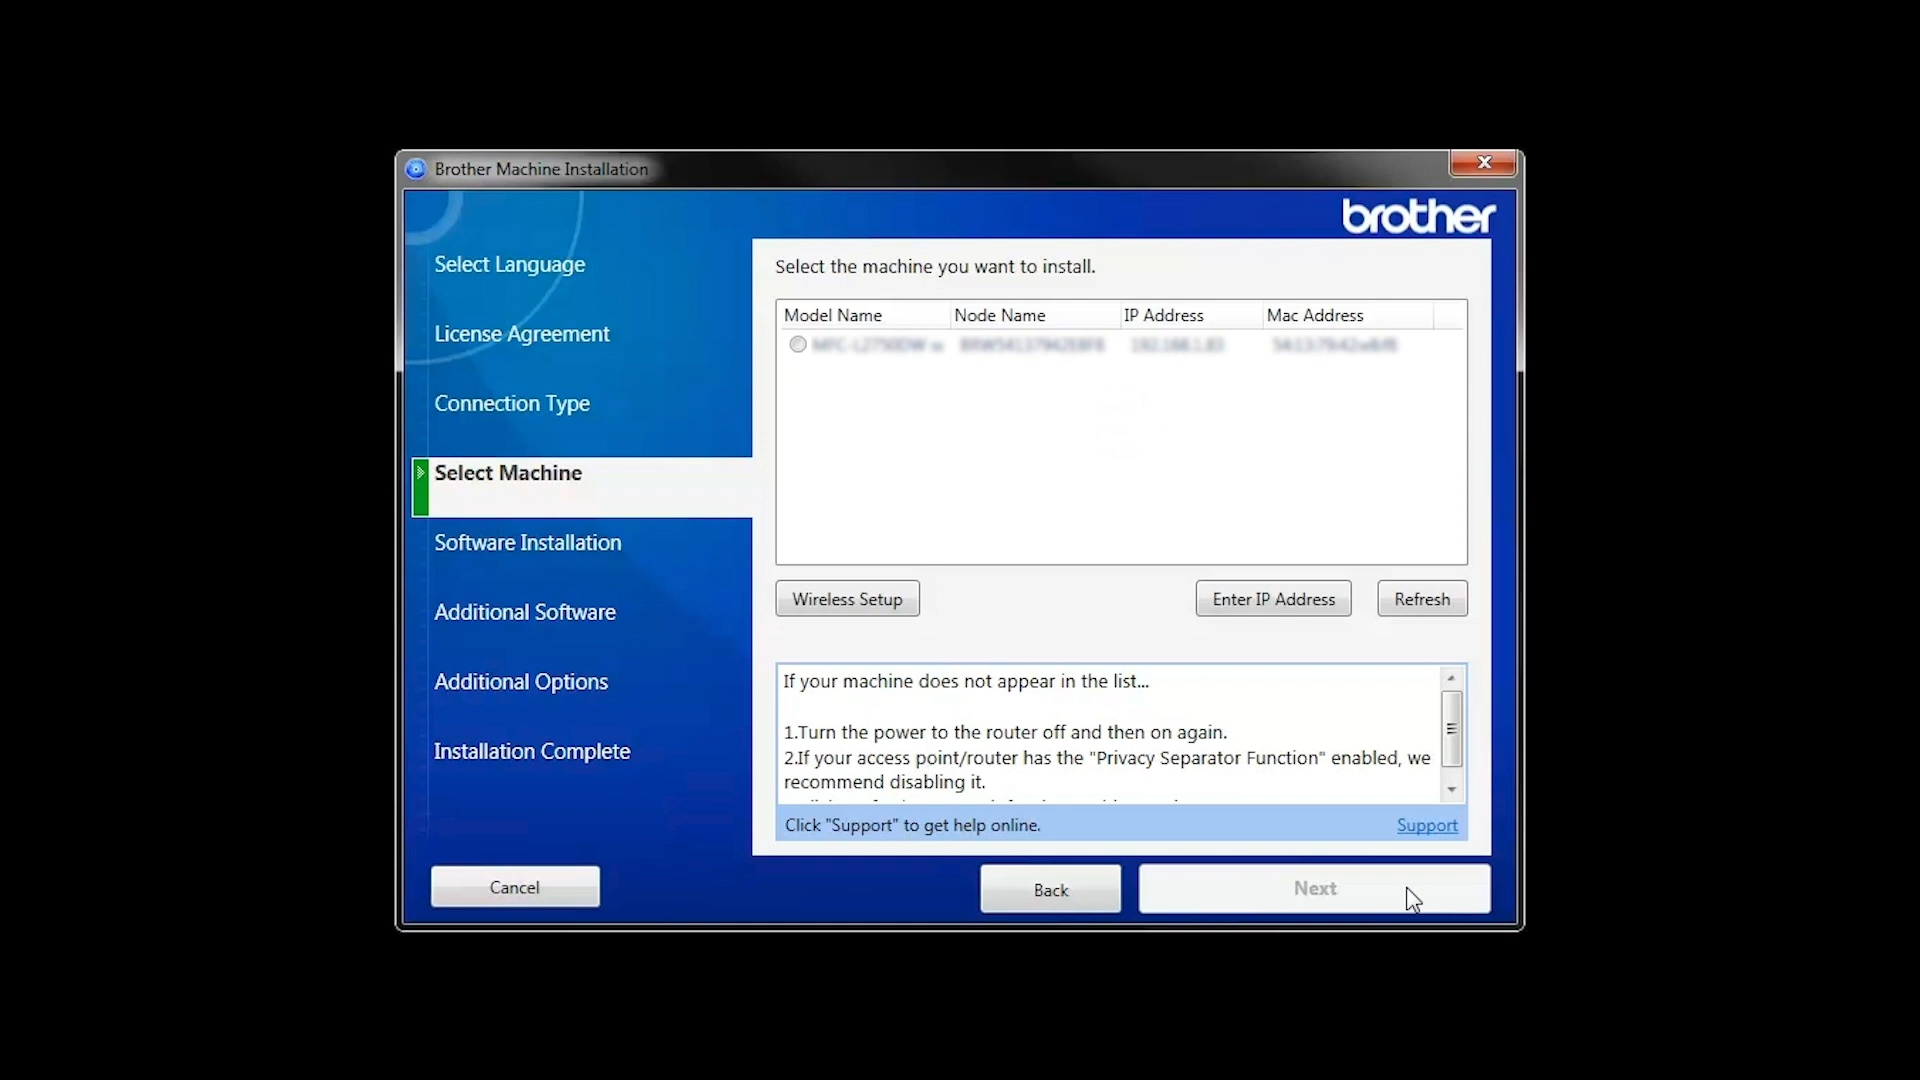 Brother Machine Installation
brother
Select Language
License Agreement
Connection Type
Select Machine
Software Installation
Additional Software
Additional Options
Installation Complete
Select the machine you want to install.
Model Name Node Name IP Address Mac Address
Wireless Setup Enter IP Address Refresh
If your machine does not appear in the list...
1.Turn the power to the router off and then on again.
2.If your access point/router has the "Privacy Separator Function" enabled, we
recommend disabling it.
Click "Support" to get help online. Support
Cancel Back Next